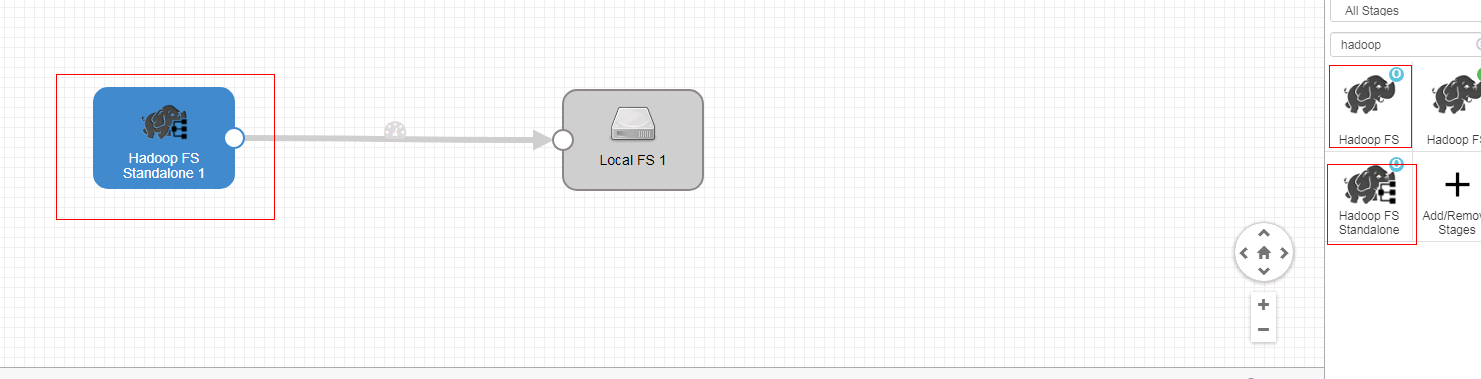 All Stages
hadoop
Hadoop FS
Standalone 1
Local FS 1
Hadoop FS
Hadoop F
Hadoop FS
Standalone
Add/Remov
Stages